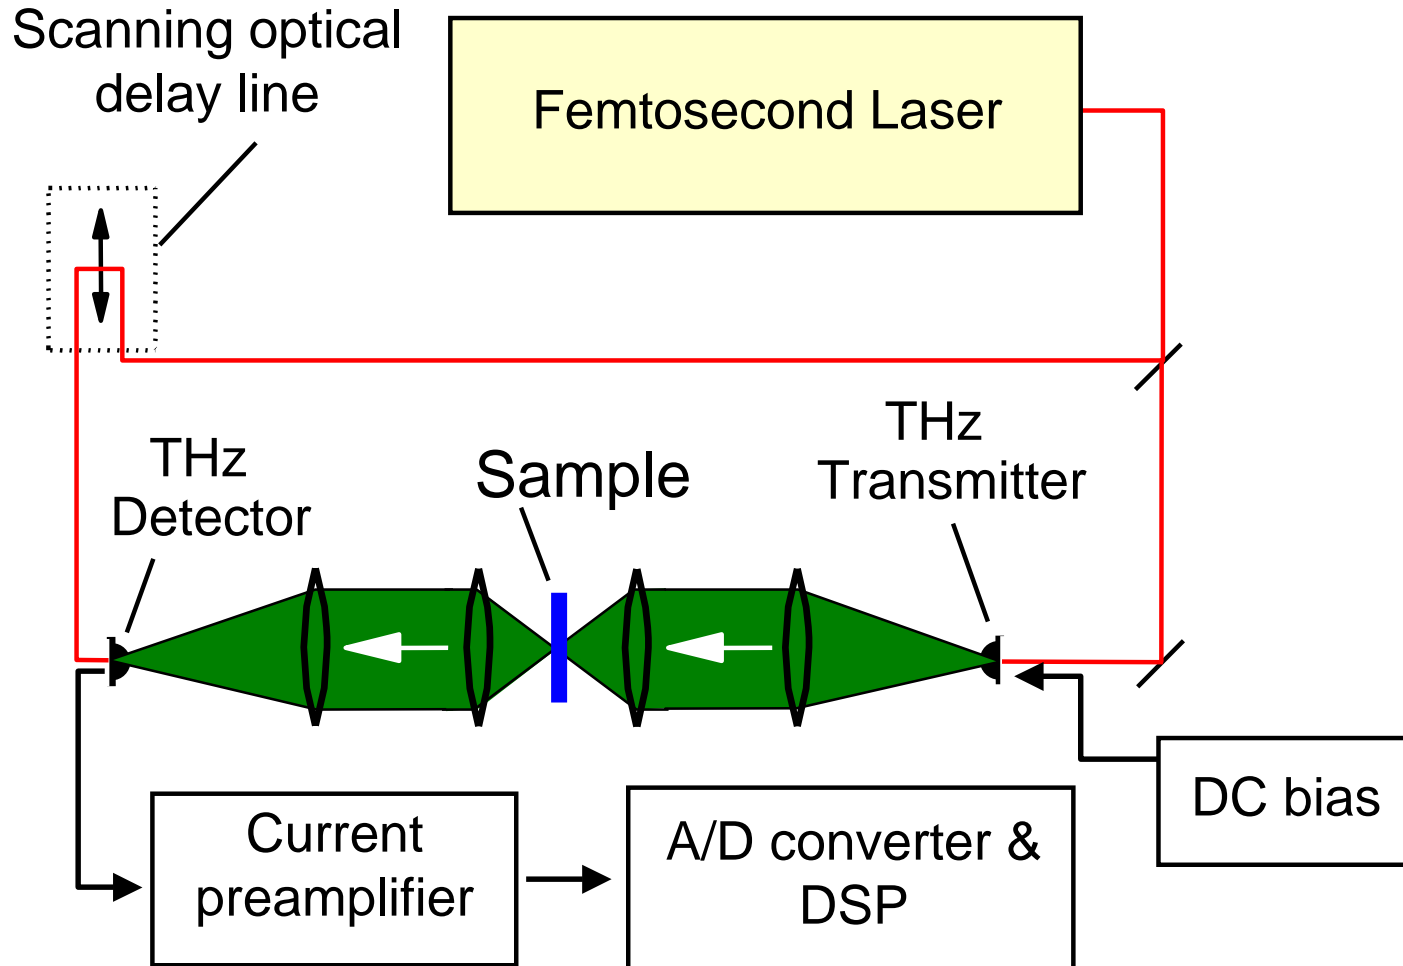 Scanning optical
delay line
Femtosecond Laser
THz
Detector
Sample
THz
Transmitter
Current
preamplifier
A/D converter &
DSP
DC bias